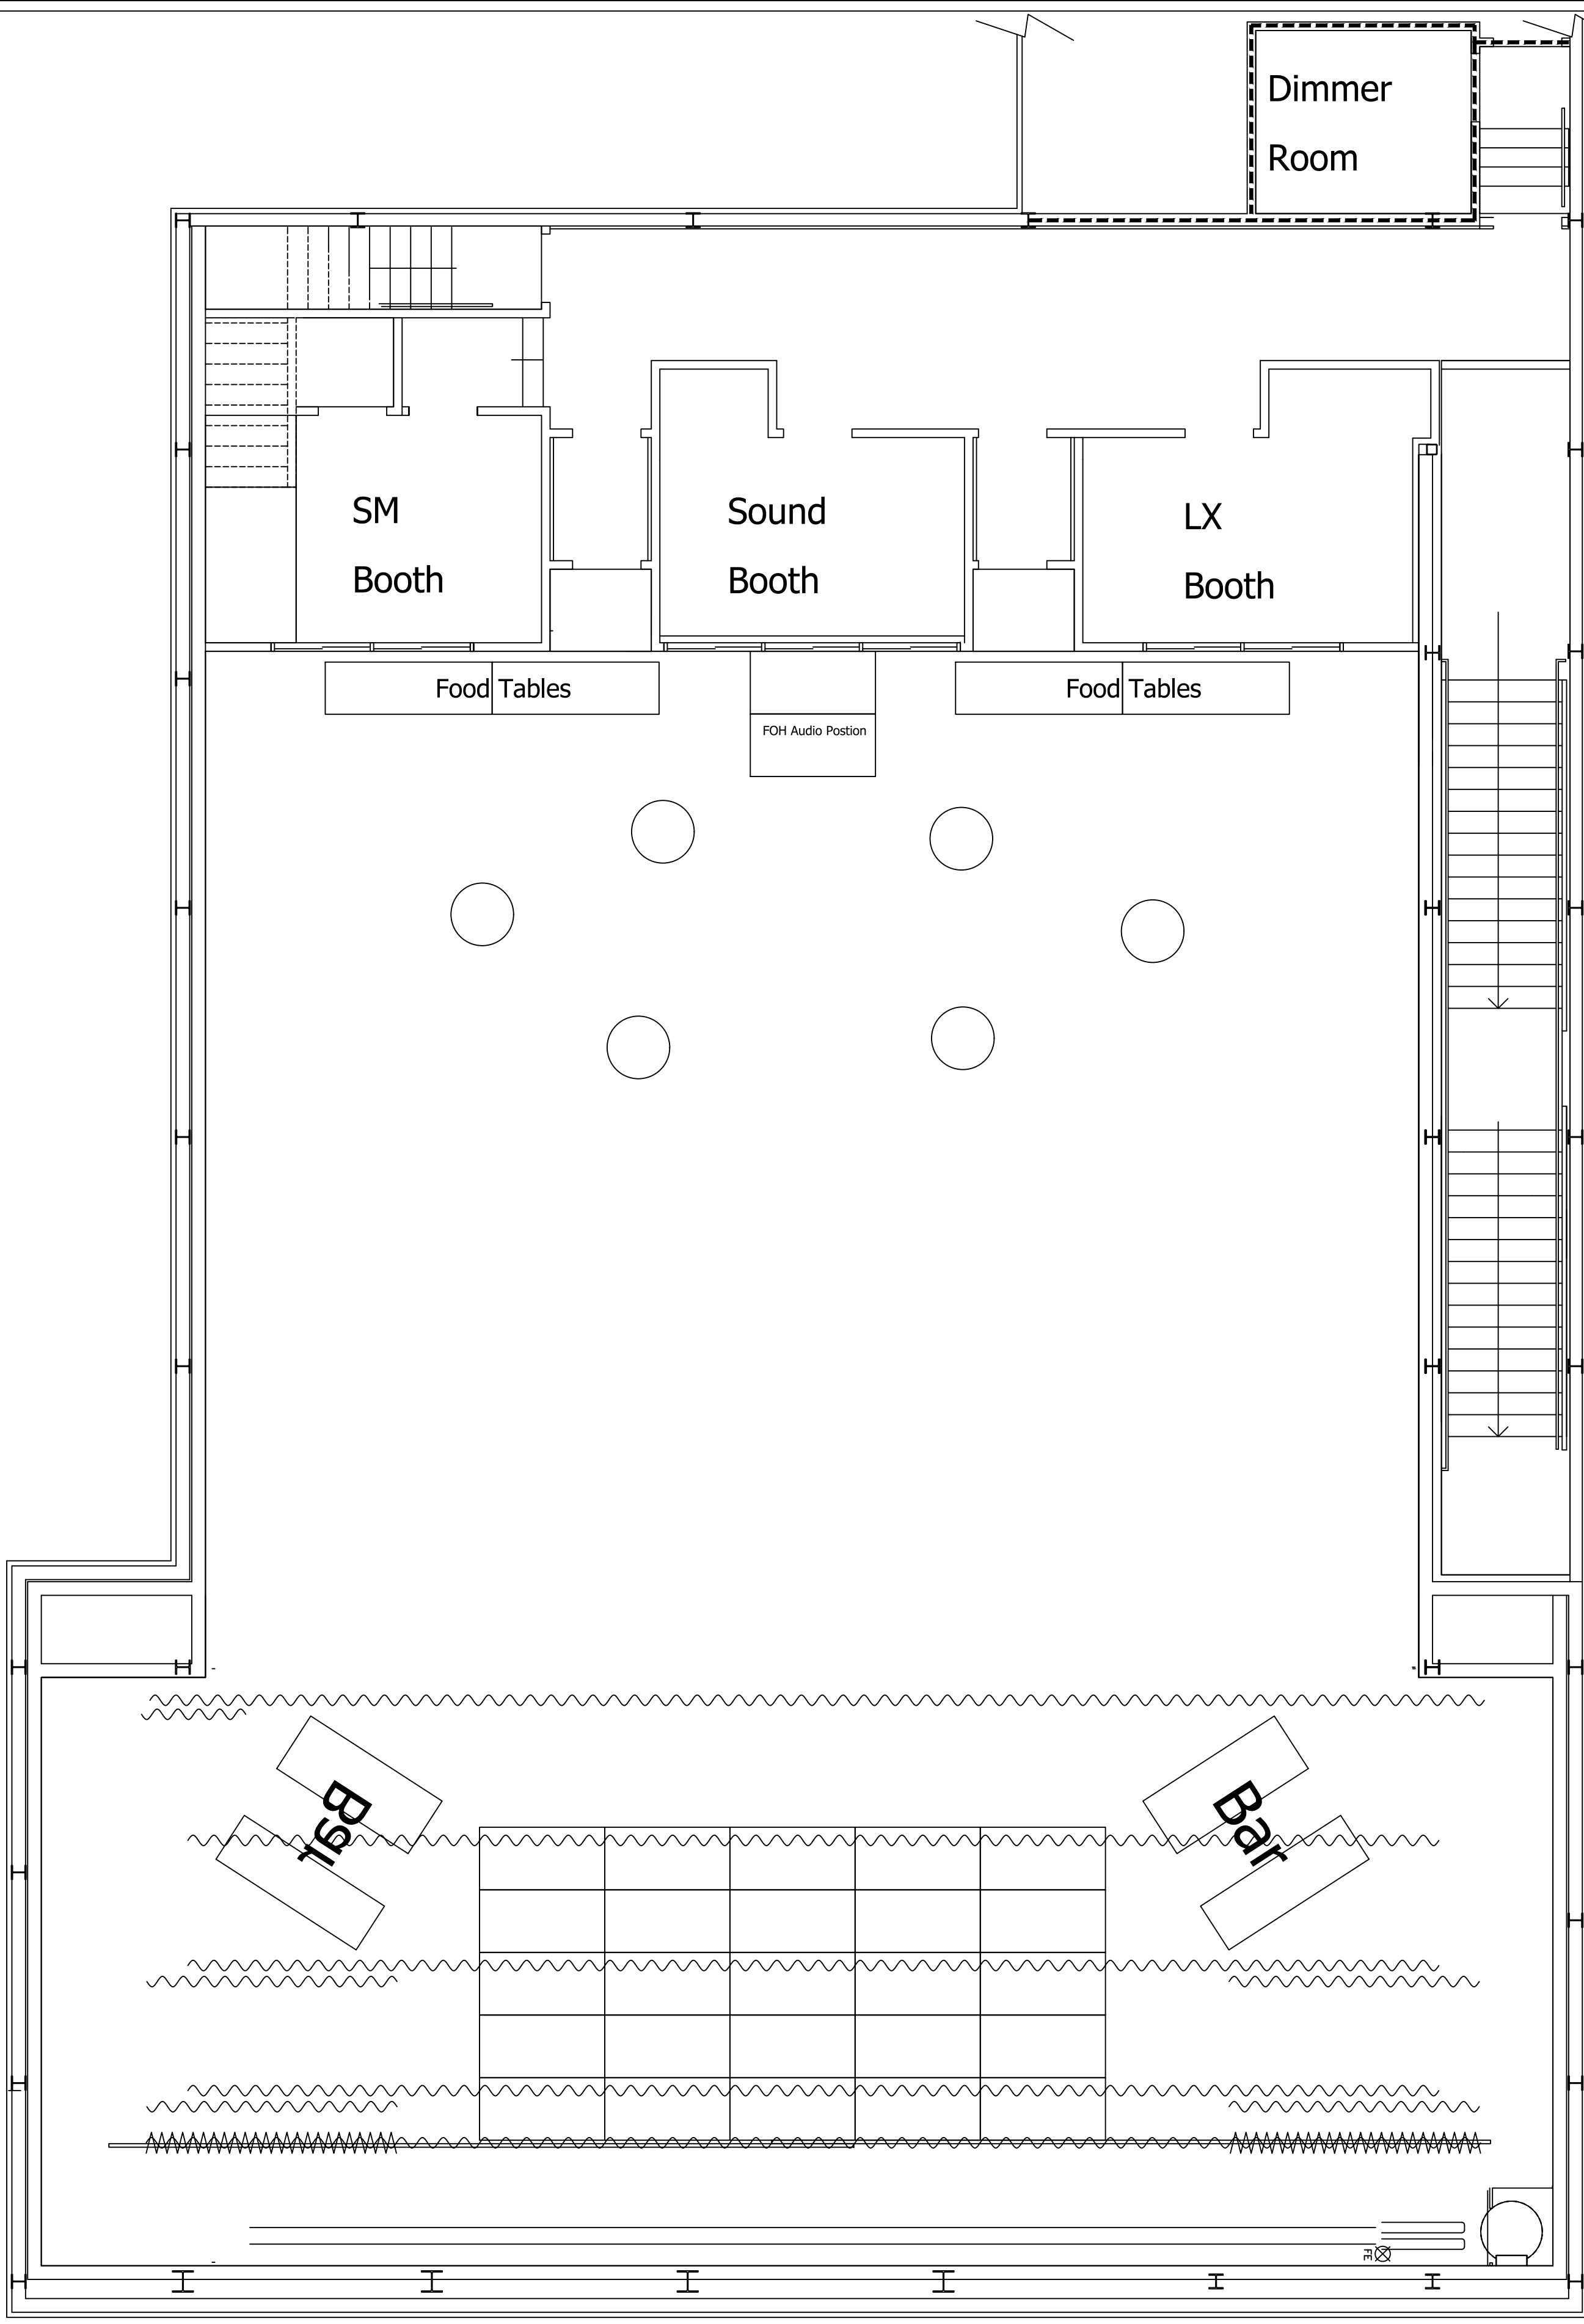 Dimmer
Room
SM
Booth
Sound
Booth
LX
Booth
Food Tables
Food Tables
FOH Audio Postion
Bar
Bar
FE